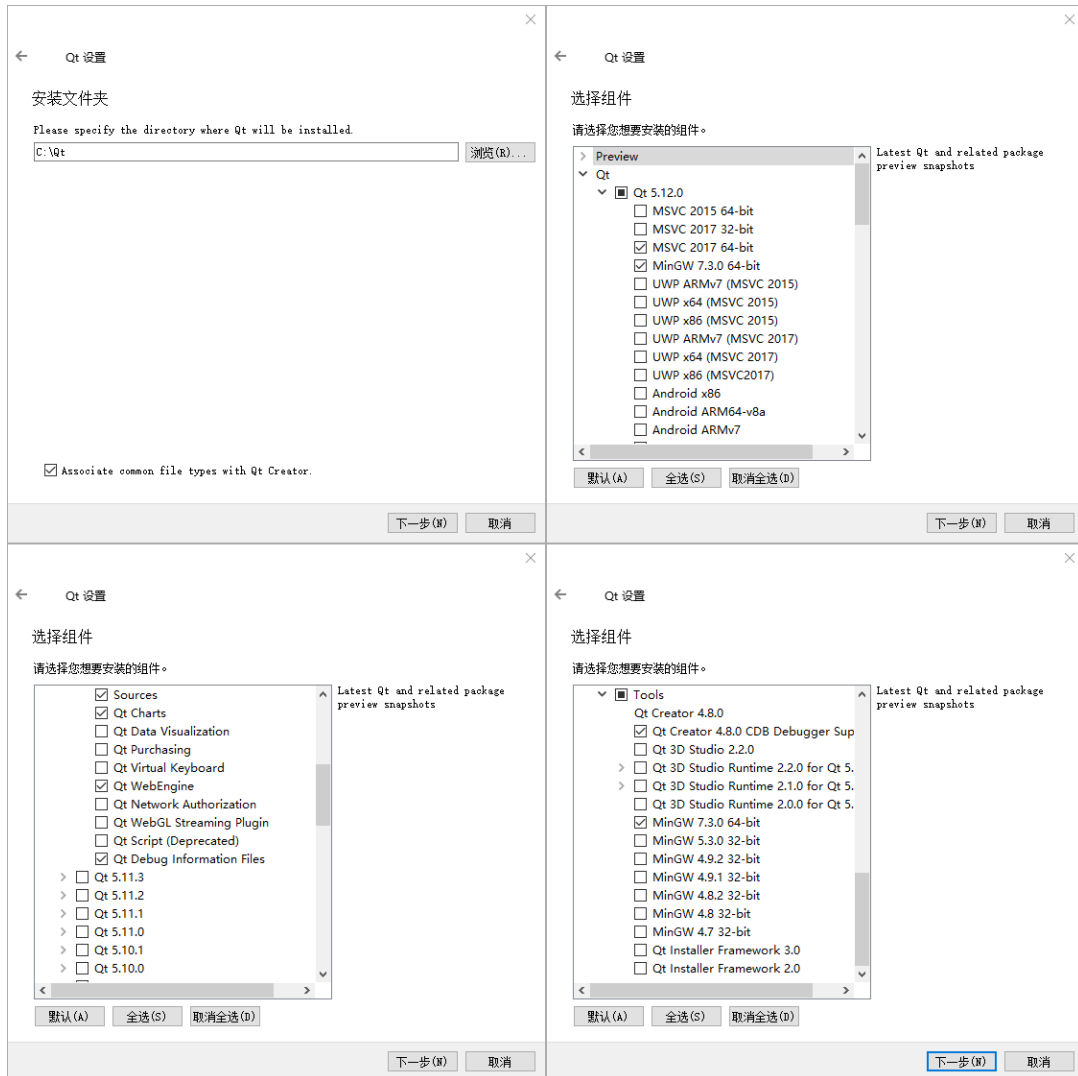 Qt 设置
安装文件夹
Please specify the directory where Qt will be installed.
C:\Qt
浏览(R)...
Associate common file types with Qt Creator.
下一步(N)
取消
Qt 设置
选择组件
请选择您想要安装的组件。
Preview
Qt
Qt 5.12.0
MSVC 2015 64-bit
MSVC 2017 32-bit
MSVC 2017 64-bit
MinGW 7.3.0 64-bit
UWP ARMv7 (MSVC 2015)
UWP x64 (MSVC 2015)
UWP x86 (MSVC 2015)
UWP ARMv7 (MSVC 2017)
UWP x64 (MSVC 2017)
UWP x86 (MSVC2017)
Android x86
Android ARM64-v8a
Android ARMv7
Latest Qt and related package
preview snapshots
默认(A)
全选(S)
取消全选(D)
下一步(N)
取消
Qt 设置
选择组件
请选择您想要安装的组件。
Sources
Qt Charts
Qt Data Visualization
Qt Purchasing
Qt Virtual Keyboard
Qt WebEngine
Qt Network Authorization
Qt WebGL Streaming Plugin
Qt Script (Deprecated)
Qt Debug Information Files
Qt 5.11.3
Qt 5.11.2
Qt 5.11.1
Qt 5.11.0
Qt 5.10.1
Qt 5.10.0
Latest Qt and related package
preview snapshots
默认(A)
全选(S)
取消全选(D)
下一步(N)
取消
Qt 设置
选择组件
请选择您想要安装的组件。
Tools
Qt Creator 4.8.0
Qt Creator 4.8.0 CDB Debugger Sup
Qt 3D Studio 2.2.0
Qt 3D Studio Runtime 2.2.0 for Qt 5.
Qt 3D Studio Runtime 2.1.0 for Qt 5.
Qt 3D Studio Runtime 2.0.0 for Qt 5.
MinGW 7.3.0 64-bit
MinGW 5.3.0 32-bit
MinGW 4.9.2 32-bit
MinGW 4.9.1 32-bit
MinGW 4.8.2 32-bit
MinGW 4.8 32-bit
MinGW 4.7 32-bit
Qt Installer Framework 3.0
Qt Installer Framework 2.0
Latest Qt and related package
preview snapshots
默认(A)
全选(S)
取消全选(D)
下一步(N)
取消